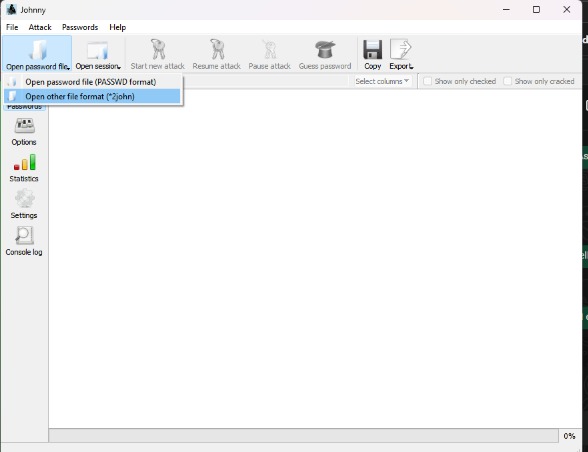 Johnny
File Attack Passwords Help
Open password file Open session Start new attack Resume attack Pause attack Guess password Copy Export
Open password file (PASSWD format)
Select columns Show only checked Show only cracked
Open other file format (*2john)
Passwords
Options
Statistics
Settings
Console log
0%